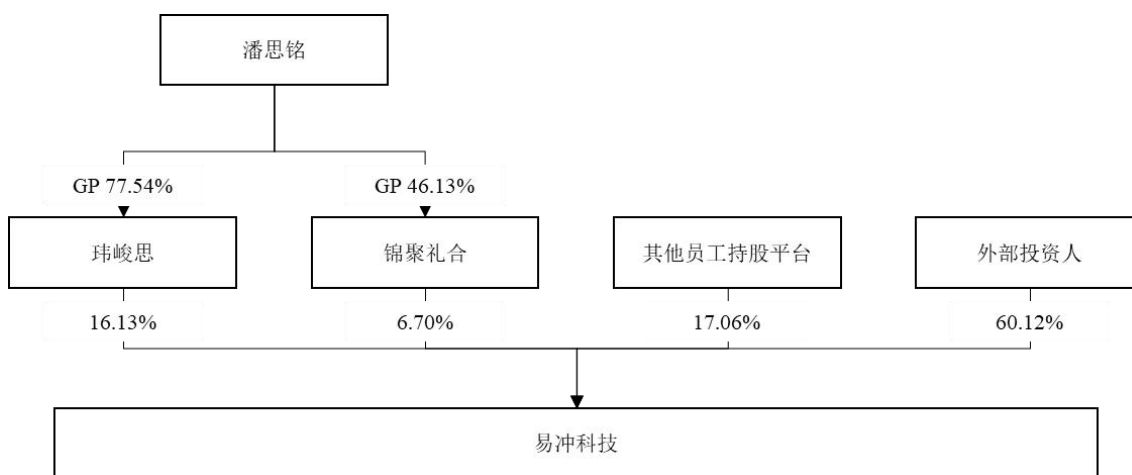 潘思铭
GP 77.54%
GP 46.13%
玮峻思
锦聚礼合
其他员工持股平台
外部投资人
16.13%
6.70%
17.06%
60.12%
易冲科技